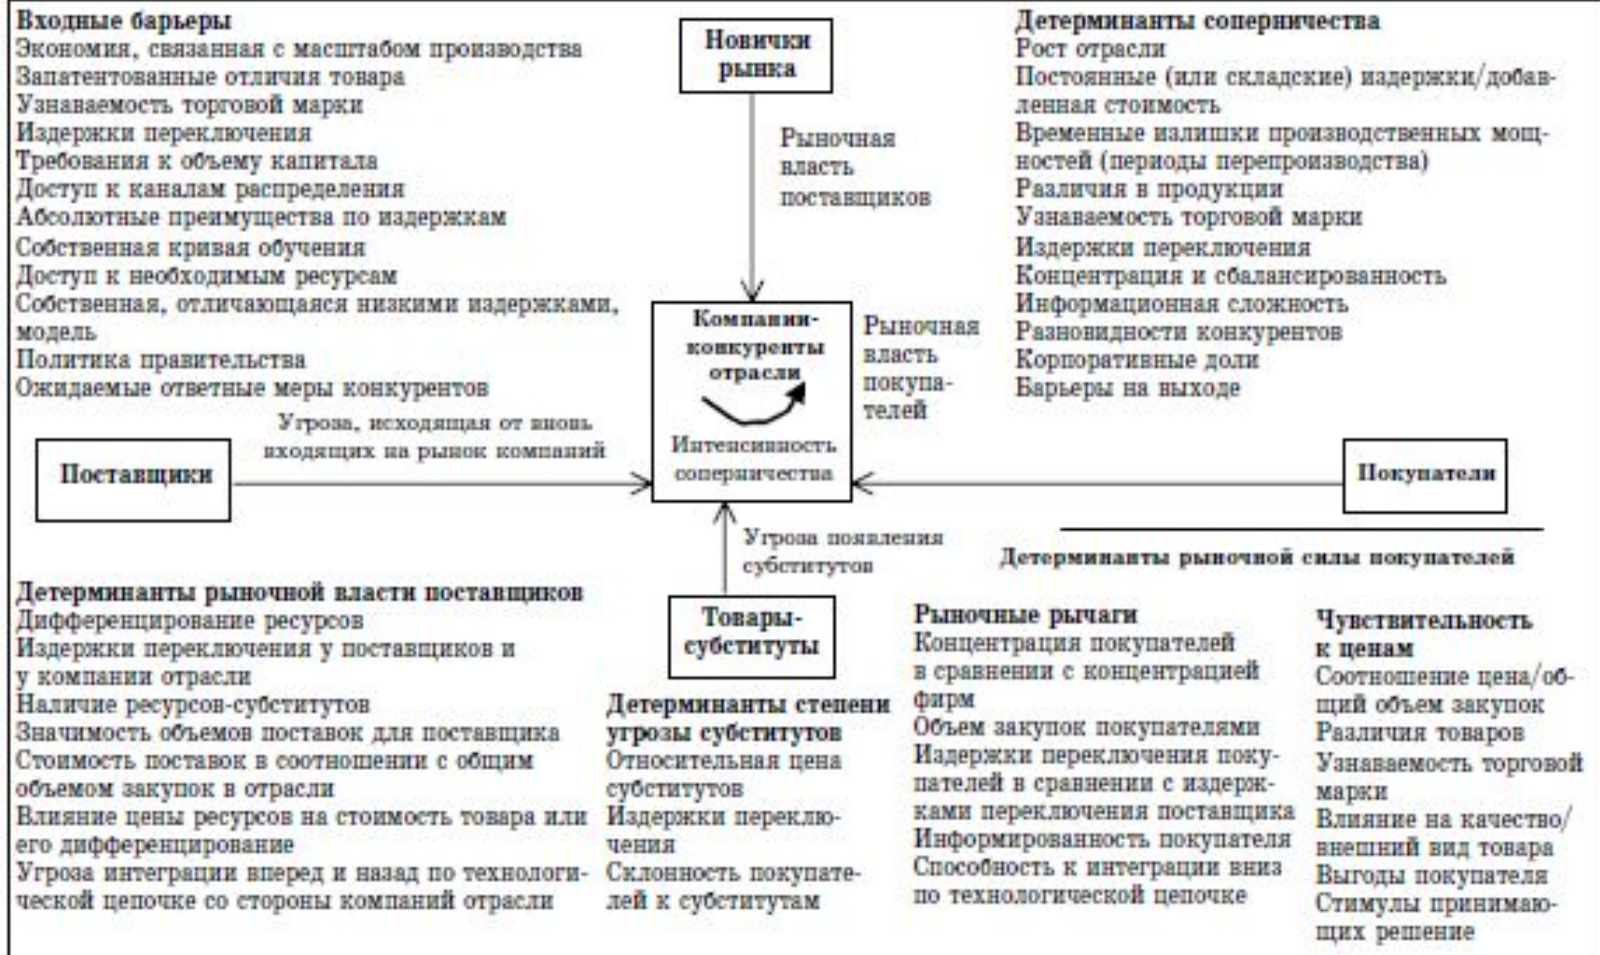 Входные барьеры
Экономия, связанная с масштабом производства
Запатентованные отличия товара
Узнаваемость торговой марки
Издержки переключения
Требования к объему капитала
Доступ к каналам распределения
Абсолютные преимущества по издержкам
Собственная кривая обучения
Доступ к необходимым ресурсам
Собственная, отличающаяся низкими издержками,
модель
Политика правительства
Ожидаемые ответные меры конкурентов
Новички
рынка
Рыночная
власть
поставщиков
Детерминанты соперничества
Рост отрасли
Постоянные (или складские) издержки/добав-
ленная стоимость
Временные излишки производственных мощ-
ностей (периоды перепроизводства)
Различия в продукции
Узнаваемость торговой марки
Издержки переключения
Концентрация и сбалансированность
Информационная сложность
Разновидности конкурентов
Корпоративные доли
Барьеры на выходе
Компании-
конкуренты
отрасли
Интенсивность
соперничества
Рыночная
власть
покупа-
телей
Угроза, исходящая от вновь
входящих на рынок компаний
Поставщики
Покупатели
Угроза появления
субститутов
Товары-
субституты
Детерминанты рыночной силы покупателей
Детерминанты рыночной власти поставщиков
Дифференцирование ресурсов
Издержки переключения у поставщиков и
у компании отрасли
Наличие ресурсов-субститутов
Значимость объемов поставок для поставщика
Стоимость поставок в соотношении с общим
объемом закупок в отрасли
Влияние цены ресурсов на стоимость товара или
его дифференцирование
Угроза интеграции вперед и назад по технологи-
ческой цепочке со стороны компаний отрасли
Детерминанты степени
угрозы субститутов
Относительная цена
субститутов
Издержки переклю-
чения
Склонность покупате-
лей к субститутам
Рыночные рычаги
Концентрация покупателей
в сравнении с концентрацией
фирм
Объем закупок покупателями
Издержки переключения поку-
пателей в сравнении с издерж-
ками переключения поставщика
Информированность покупателя
Способность к интеграции вниз
по технологической цепочке
Чувствительность
к ценам
Соотношение цена/об-
щий объем закупок
Различия товаров
Узнаваемость торговой
марки
Влияние на качество/
внешний вид товара
Выгоды покупателя
Стимулы принимаю-
щих решение